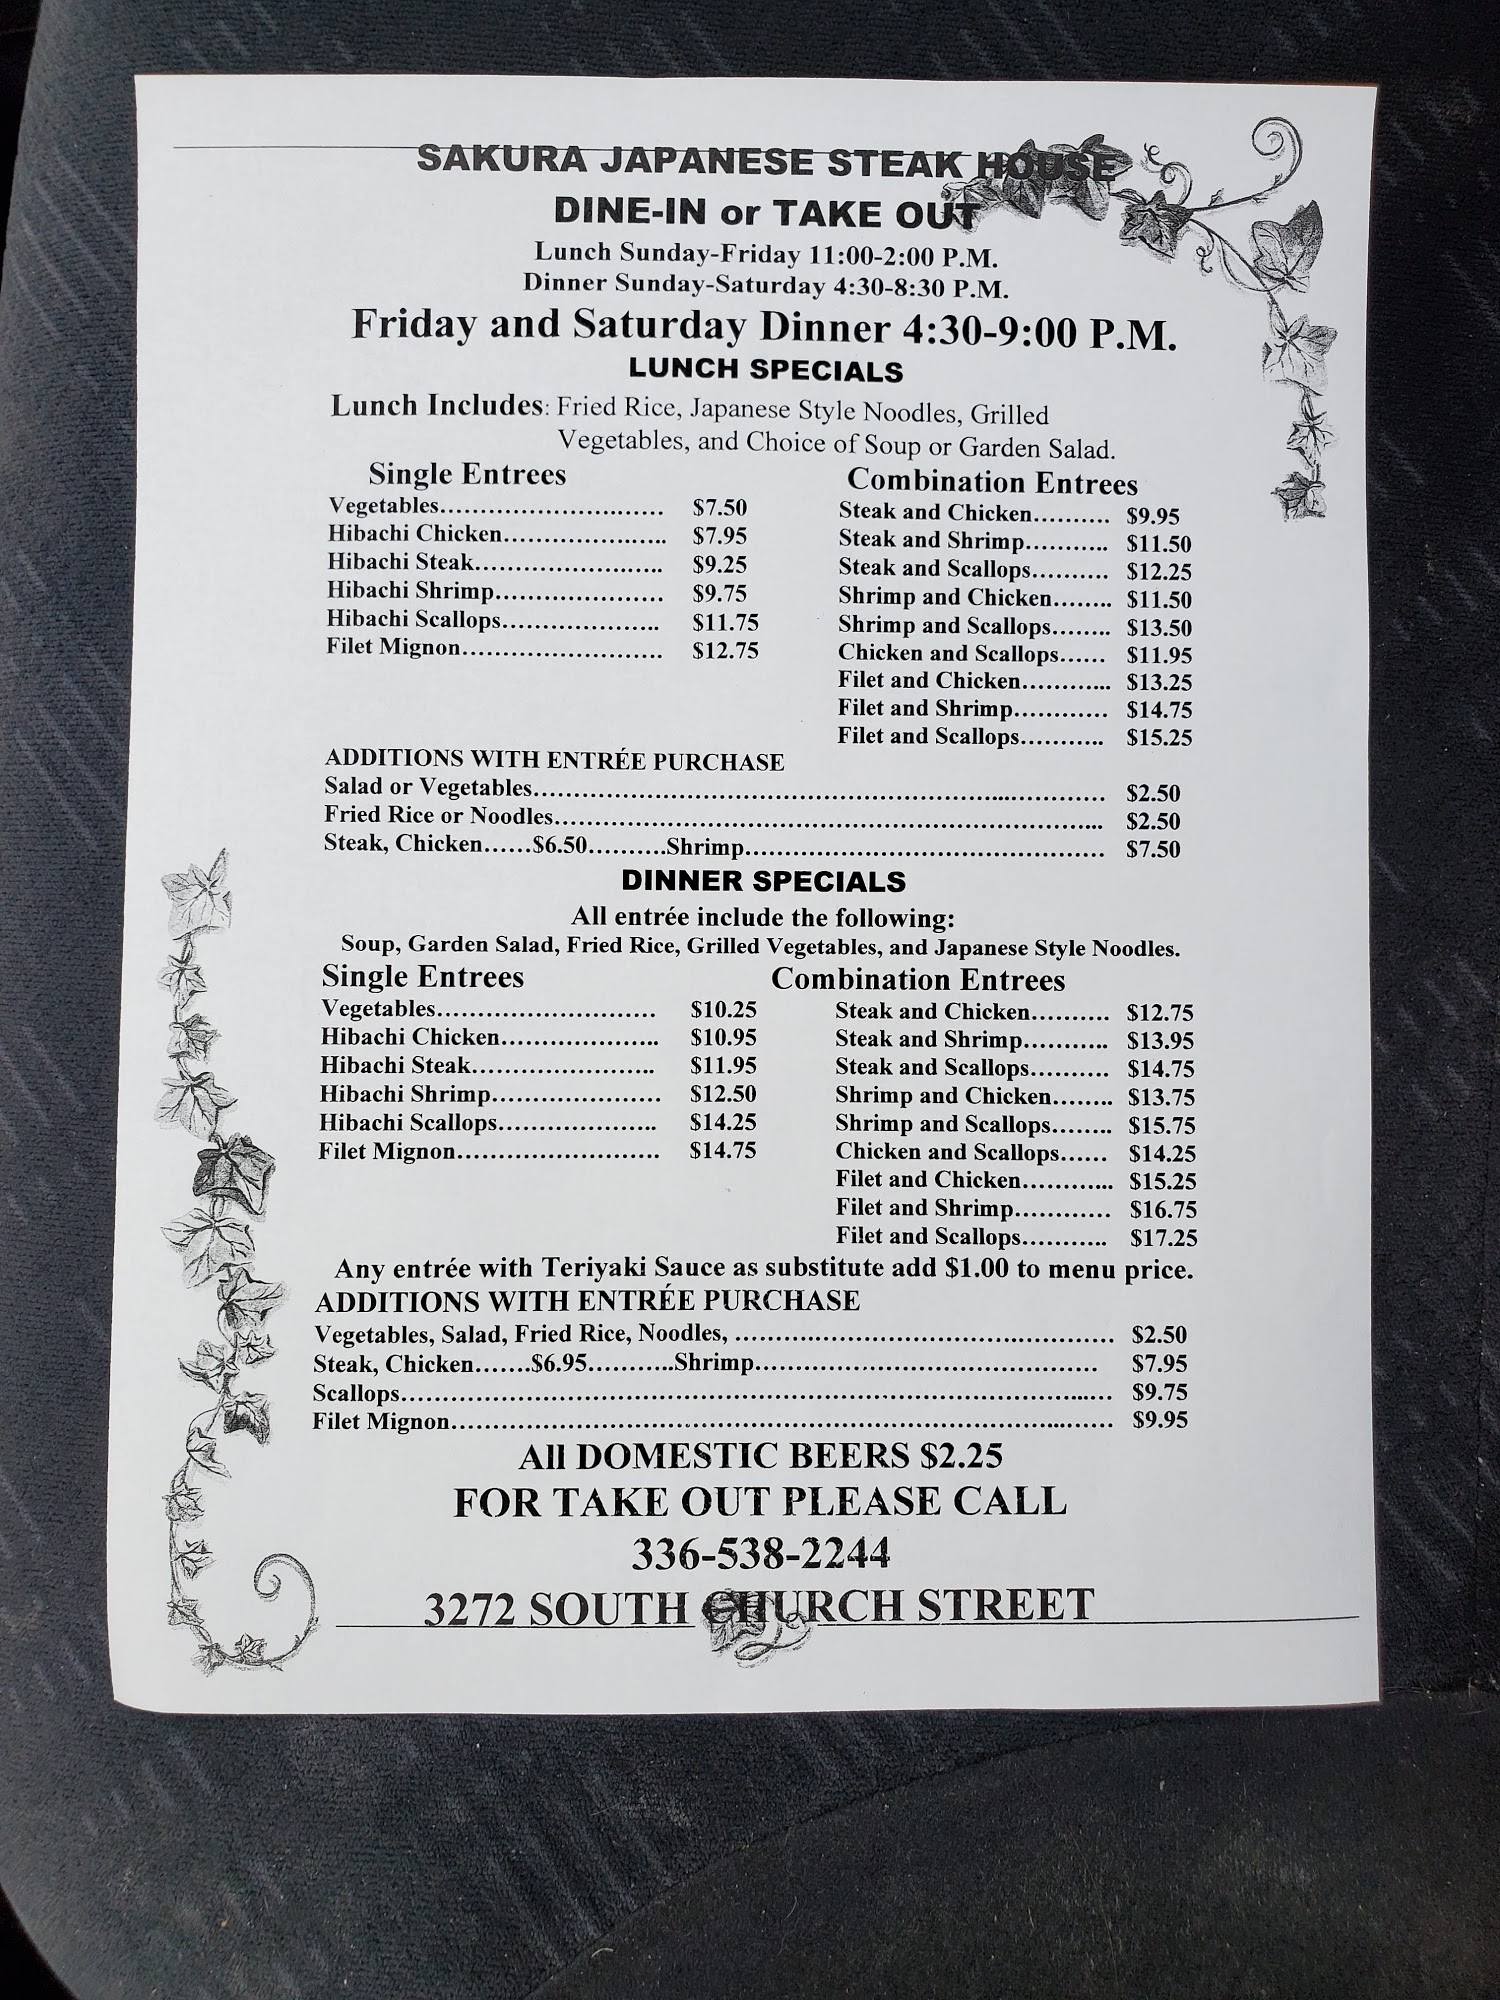 SAKURA JAPANESE STEAK HOUSE
DINE-IN or TAKE OUT
Lunch Sunday-Friday 11:00-2:00 P.M.
Dinner Sunday-Saturday 4:30-8:30 P.M.
Friday and Saturday Dinner 4:30-9:00 P.M.
LUNCH SPECIALS
Lunch Includes: Fried Rice, Japanese Style Noodles, Grilled
Vegetables, and Choice of Soup or Garden Salad.
Single Entrees
Vegetables............................ $7.50
Hibachi Chicken..................... $7.95
Hibachi Steak........................ $9.25
Hibachi Shrimp...................... $9.75
Hibachi Scallops.................... $11.75
Filet Mignon.......................... $12.75
Combination Entrees
Steak and Chicken.......... $9.95
Steak and Shrimp........... $11.50
Steak and Scallops.......... $12.25
Shrimp and Chicken........ $11.50
Shrimp and Scallops........ $13.50
Chicken and Scallops...... $11.95
Filet and Chicken............ $13.25
Filet and Shrimp............ $14.75
Filet and Scallops........... $15.25
ADDITIONS WITH ENTRÉE PURCHASE
Salad or Vegetables.................................................................. $2.50
Fried Rice or Noodles............................................................... $2.50
Steak, Chicken......$6.50..........Shrimp.......................................... $7.50
DINNER SPECIALS
All entrée include the following:
Soup, Garden Salad, Fried Rice, Grilled Vegetables, and Japanese Style Noodles.
Single Entrees
Vegetables............................ $10.25
Hibachi Chicken.................... $10.95
Hibachi Steak....................... $11.95
Hibachi Shrimp...................... $12.50
Hibachi Scallops.................... $14.25
Filet Mignon.......................... $14.75
Combination Entrees
Steak and Chicken.......... $12.75
Steak and Shrimp........... $13.95
Steak and Scallops.......... $14.75
Shrimp and Chicken........ $13.75
Shrimp and Scallops........ $15.75
Chicken and Scallops...... $14.25
Filet and Chicken............ $15.25
Filet and Shrimp............ $16.75
Filet and Scallops........... $17.25
Any entrée with Teriyaki Sauce as substitute add $1.00 to menu price.
ADDITIONS WITH ENTRÉE PURCHASE
Vegetables, Salad, Fried Rice, Noodles, ............................................ $2.50
Steak, Chicken.......$6.95...........Shrimp........................................ $7.95
Scallops.................................................................................. $9.75
Filet Mignon............................................................................ $9.95
All DOMESTIC BEERS $2.25
FOR TAKE OUT PLEASE CALL
336-538-2244
3272 SOUTH CHURCH STREET